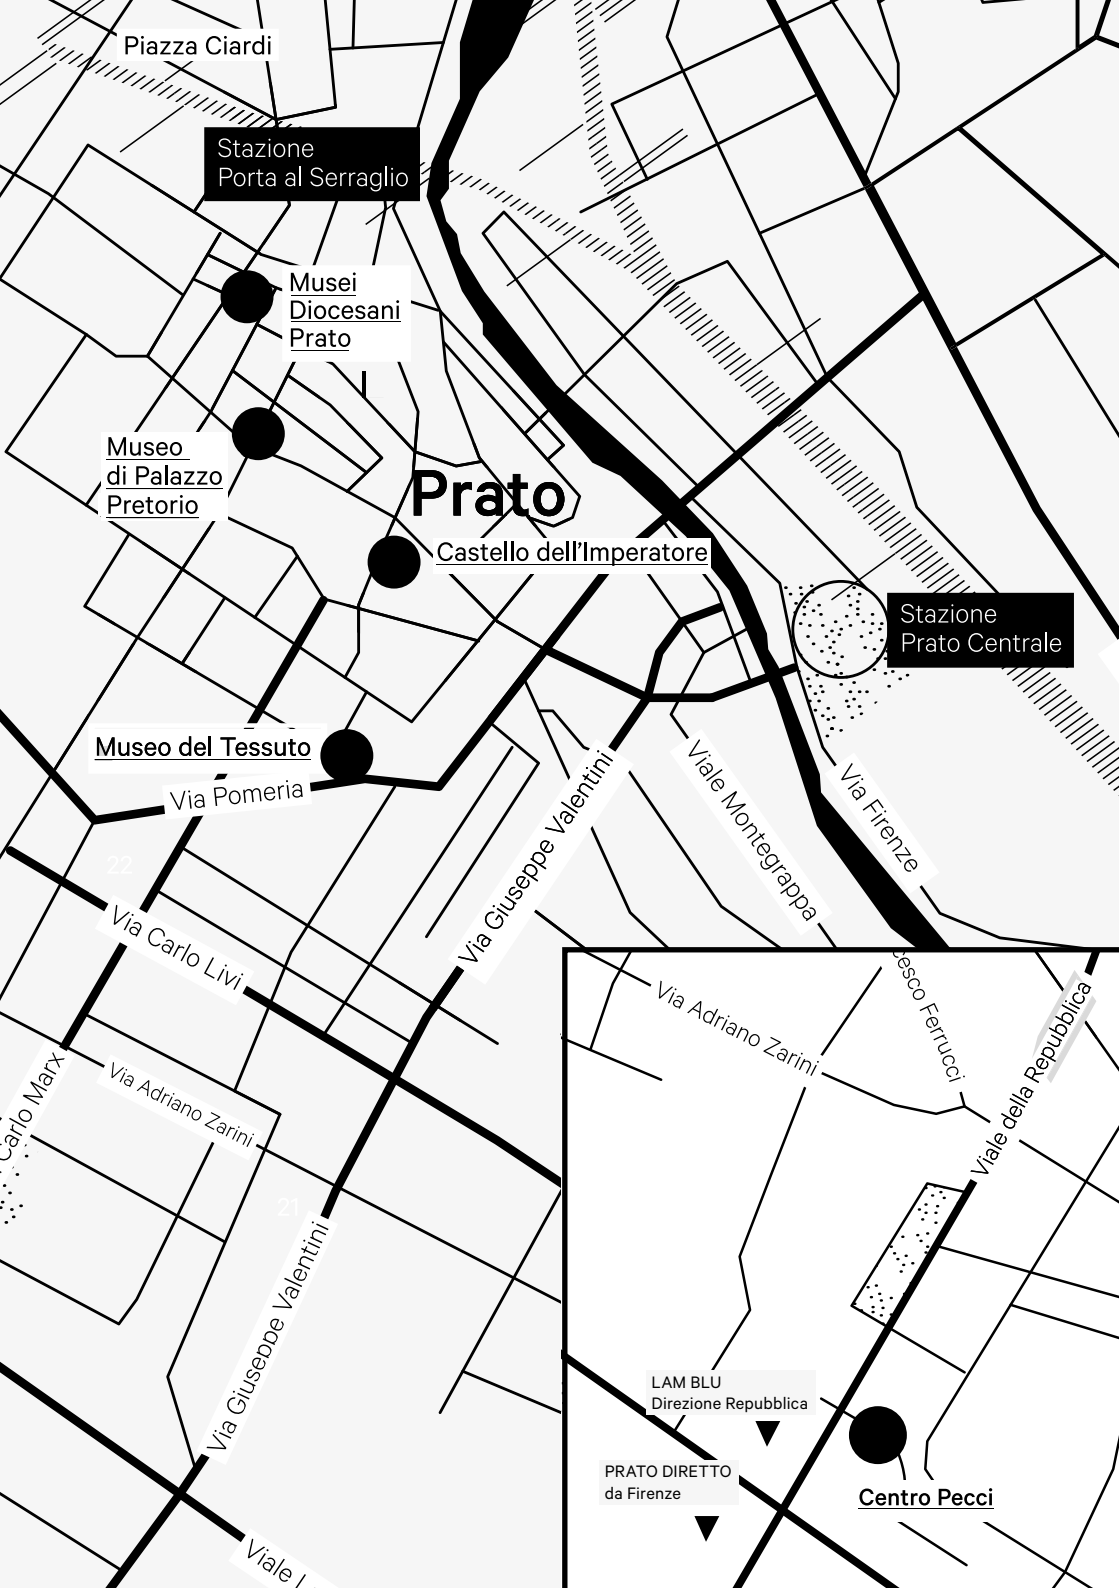 Piazza Ciardi
Stazione
Porta al Serraglio
Musei
Diocesani
Prato
Museo
di Palazzo
Pretorio
Prato
Castello dell’Imperatore
Stazione
Prato Centrale
Museo del Tessuto
Via Pomeria
Via Giuseppe Valentini
Viale Montegrappa
Via Firenze
22
Via Carlo Livi
Carlo Marx
Via Adriano Zarini
21
Via Giuseppe Valentini
Viale
Via Adriano Zarini
cesco Ferrucci
Viale della Repubblica
LAM BLU
Direzione Repubblica
PRATO DIRETTO
da Firenze
Centro Pecci